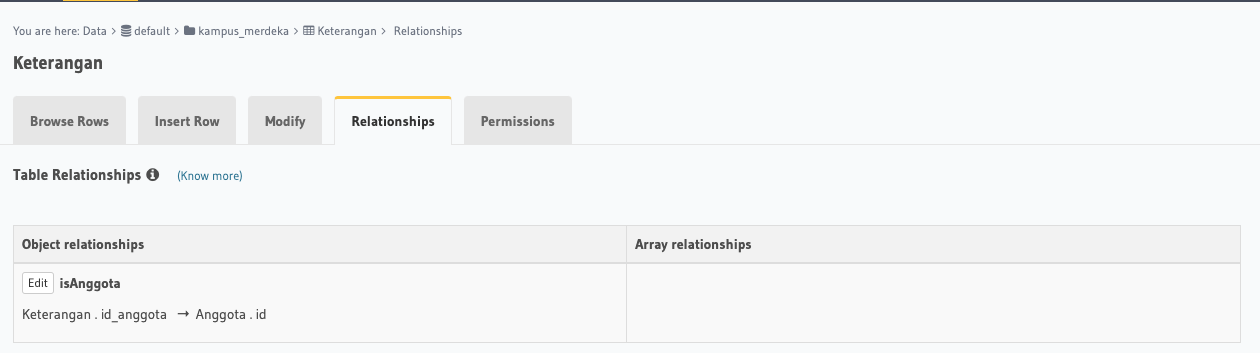 You are here: Data > default > kampus_merdeka > Keterangan > Relationships
Keterangan
Browse Rows Insert Row Modify Relationships Permissions
Table Relationships (Know more)
Object relationships Array relationships
Edit isAnggota
Keterangan . id_anggota → Anggota . id